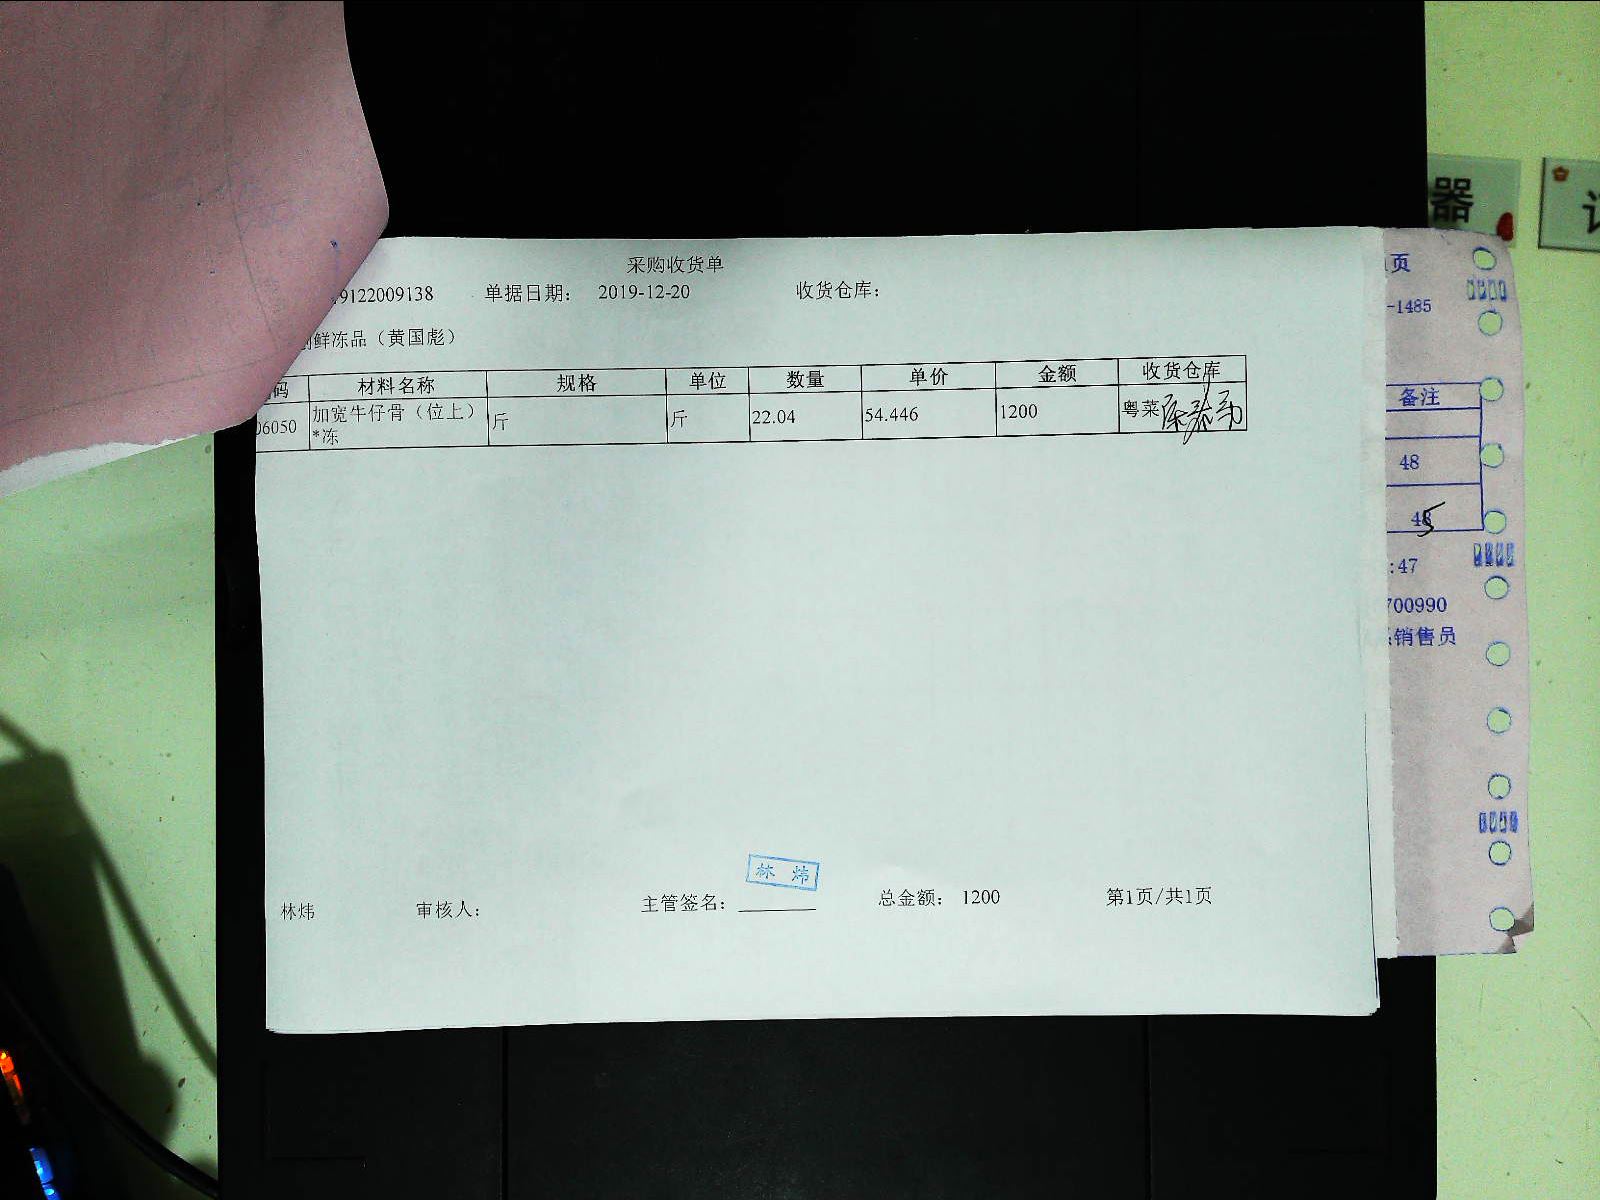 采购收货单
9122009138 单据日期： 2019-12-20 收货仓库：
鲜冻品（黄国彪）
码 材料名称 规格 单位 数量 单价 金额 收货仓库
06050 加宽牛仔骨（位上）*冻 斤 斤 22.04 54.446 1200 粤菜
林炜
林炜 审核人： 主管签名： 总金额： 1200 第1页/共1页
页
-1485
备注
48
:47
700990
销售员
器